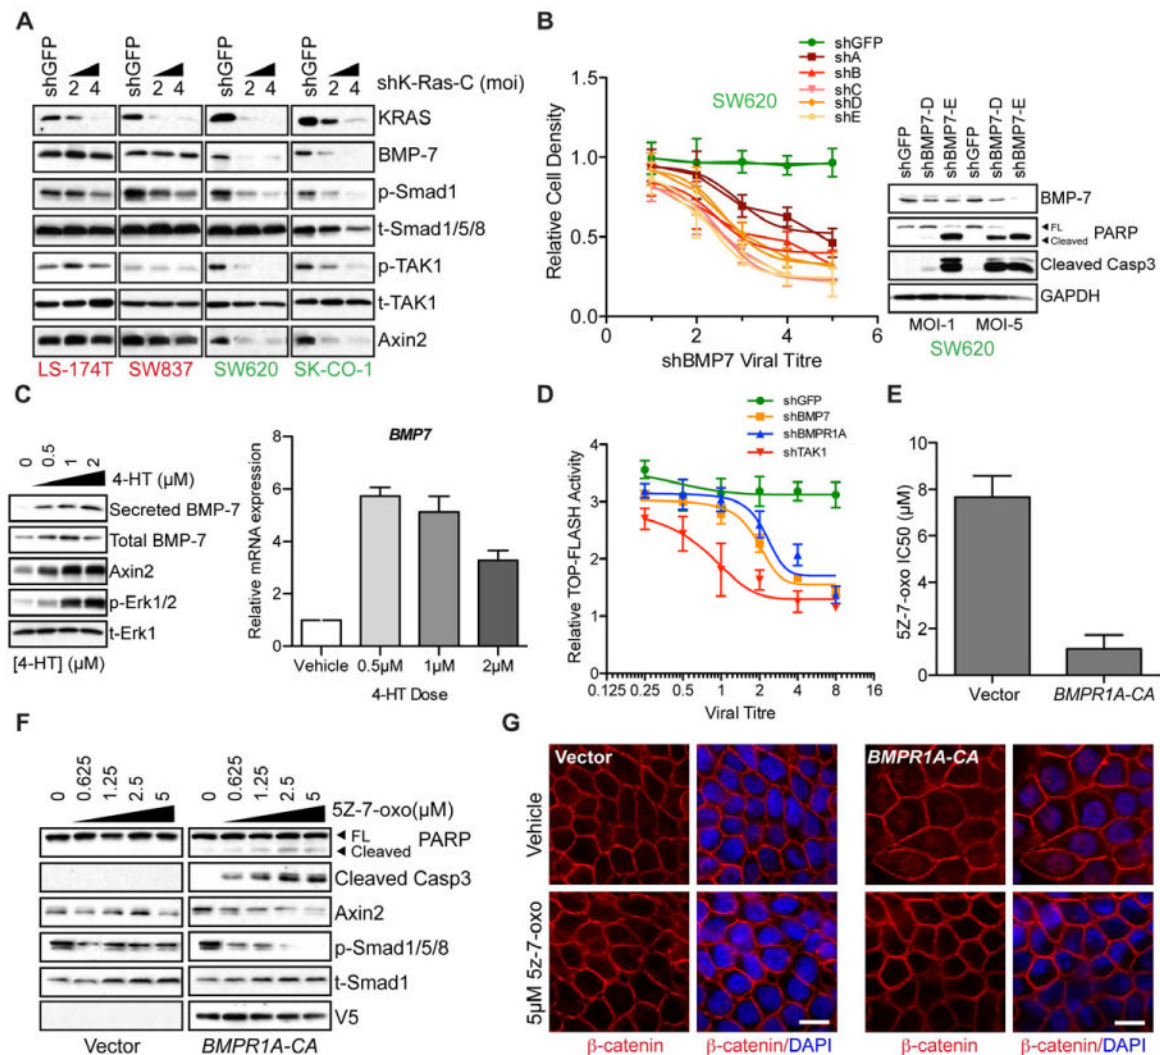 A
shGFP
2
4
shGFP
2
4
shGFP
2
4
shGFP
2
4
shK-Ras-C (moi)
KRAS
BMP-7
p-Smad1
t-Smad1/5/8
p-TAK1
t-TAK1
Axin2
LS-174T SW837 SW620 SK-CO-1
B
shGFP
shA
shB
shC
shD
shE
SW620
Relative Cell Density
1.5
1.0
0.5
0.0
0 2 4 6
shBMP7 Viral Titre
shGFP
shBMP7-D
shBMP7-E
shGFP
shBMP7-D
shBMP7-E
BMP-7
FL
Cleaved
PARP
Cleaved Casp3
GAPDH
MOI-1 MOI-5
SW620
C
0
0.5
1
2
4-HT (μM)
Secreted BMP-7
Total BMP-7
Axin2
p-Erk1/2
t-Erk1
[4-HT] (μM)
BMP7
Relative mRNA expression
8
6
4
2
0
Vehicle 0.5μM 1μM 2μM
4-HT Dose
D
shGFP
shBMP7
shBMPR1A
shTAK1
Relative TOP-FLASH Activity
4
3
2
1
0
0.125 0.25 0.5 1 2 4 8 16
Viral Titre
E
5Z-7-oxo IC50 (μM)
10
8
6
4
2
0
Vector BMPR1A-CA
F
0
0.625
1.25
2.5
5
0
0.625
1.25
2.5
5
5Z-7-oxo(μM)
FL
Cleaved
PARP
Cleaved Casp3
Axin2
p-Smad1/5/8
t-Smad1
V5
Vector BMPR1A-CA
G
Vector
BMPR1A-CA
Vehicle
5μM 5z-7-oxo
β-catenin β-catenin/DAPI β-catenin β-catenin/DAPI